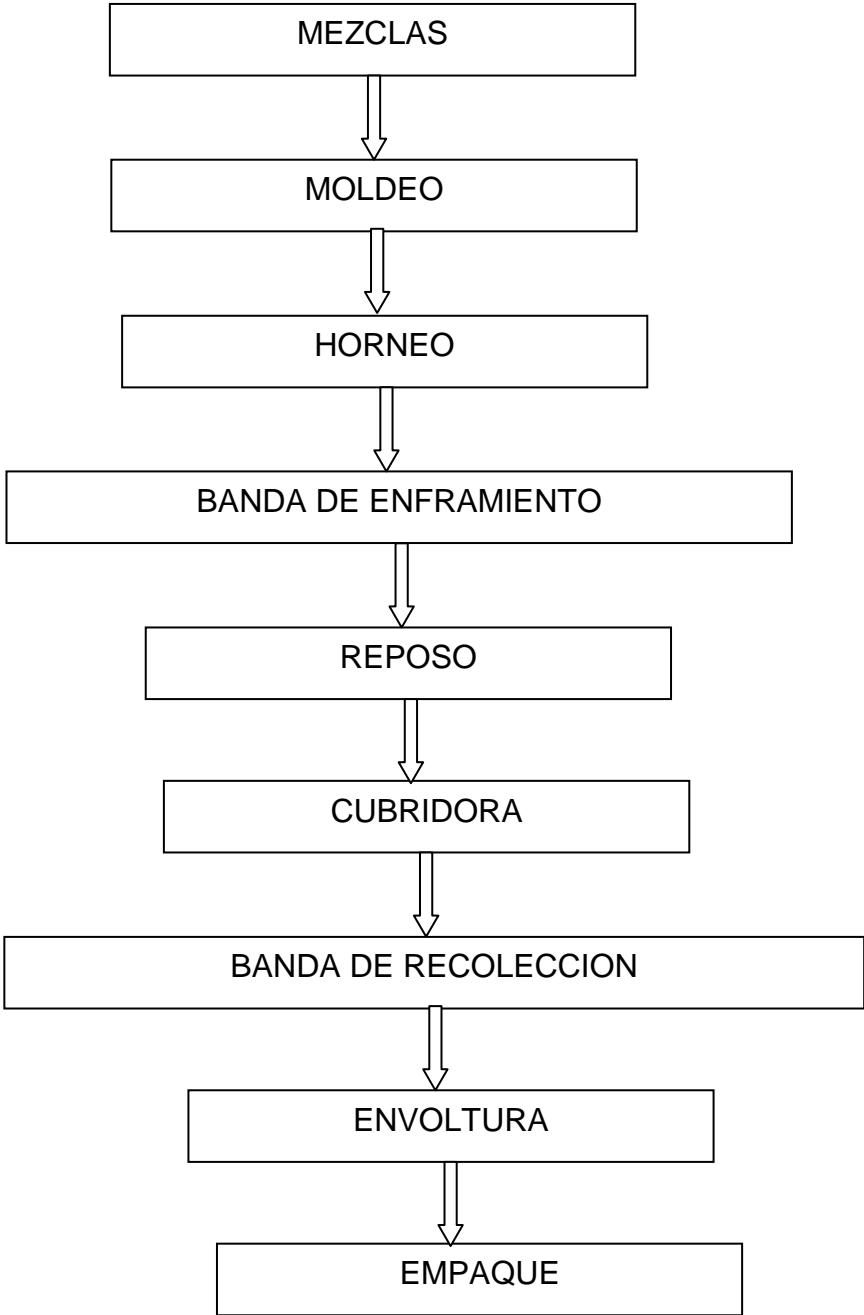 MEZCLAS
MOLDEO
HORNEO
BANDA DE ENFRAMIENTO
REPOSO
CUBRIDORA
BANDA DE RECOLECCION
ENVOLTURA
EMPAQUE